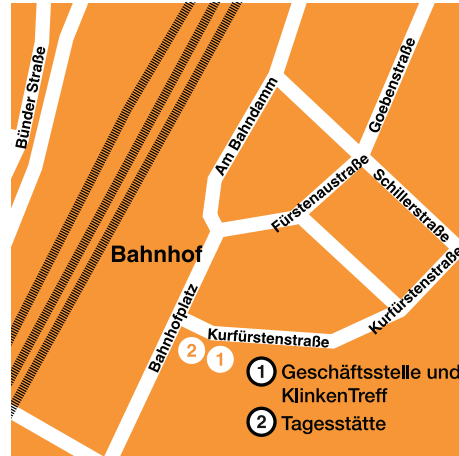 Bünder Straße
Am Bahndamm
Goebenstraße
Fürstenaustraße
Schillerstraße
Bahnhof
Kurfürstenstraße
Bahnhofplatz
Kurfürstenstraße
2 1
1 Geschäftsstelle und
KlinkenTreff
2 Tagesstätte